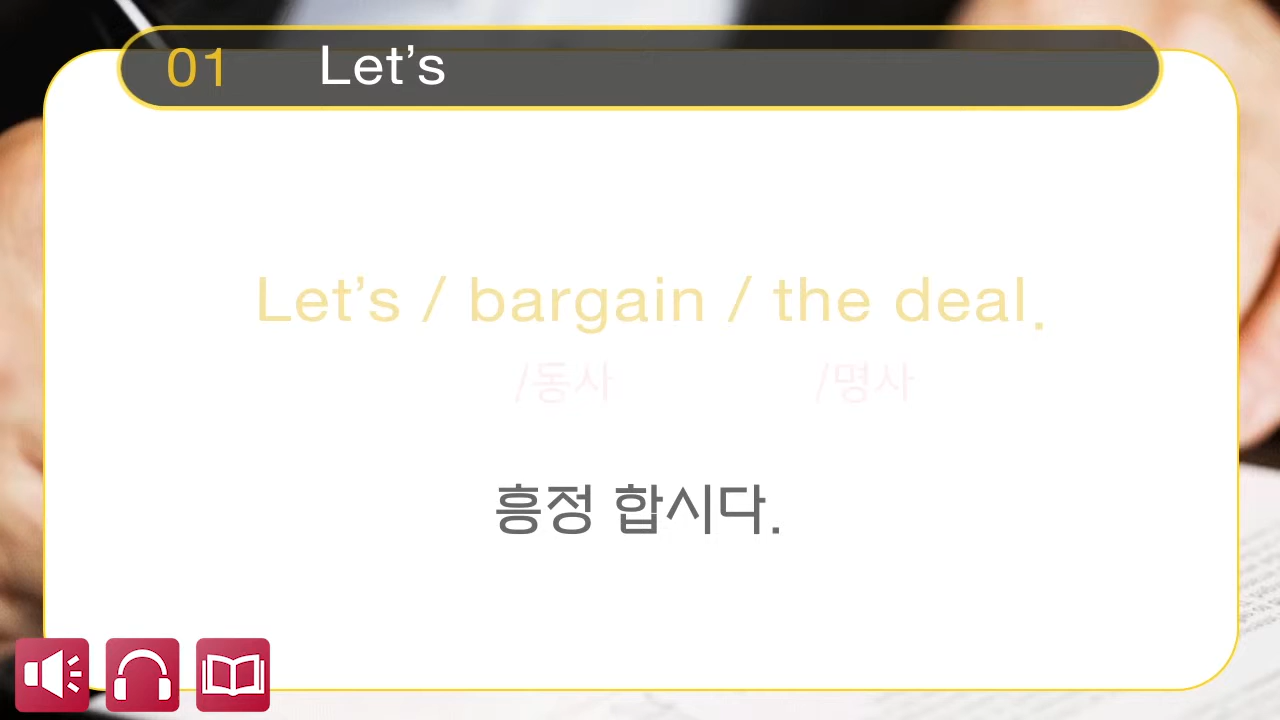 01 Let's
Let's / bargain / the deal.
/동사 /명사
흥정 합시다.